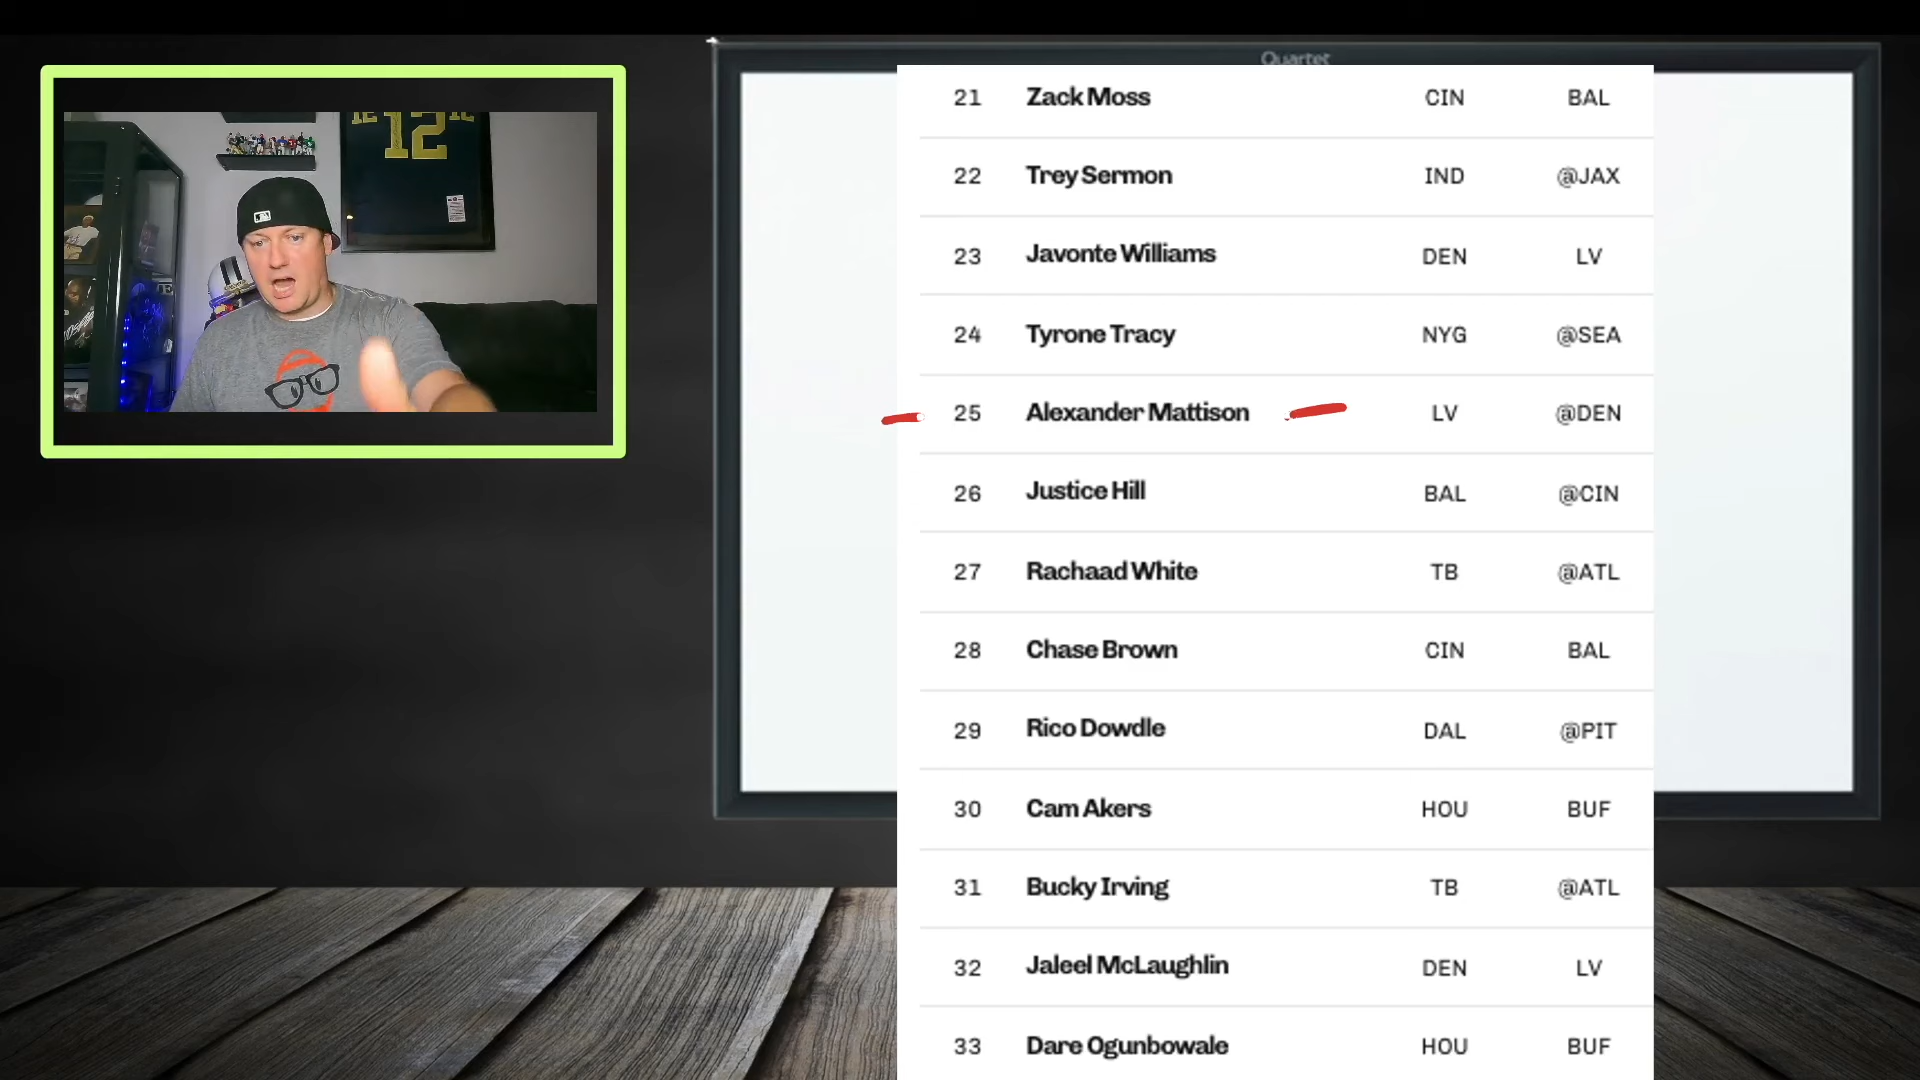 Quartet
12
21 Zack Moss CIN BAL
22 Trey Sermon IND @JAX
23 Javonte Williams DEN LV
24 Tyrone Tracy NYG @SEA
25 Alexander Mattison LV @DEN
26 Justice Hill BAL @CIN
27 Rachaad White TB @ATL
28 Chase Brown CIN BAL
29 Rico Dowdle DAL @PIT
30 Cam Akers HOU BUF
31 Bucky Irving TB @ATL
32 Jaleel McLaughlin DEN LV
33 Dare Ogunbowale HOU BUF